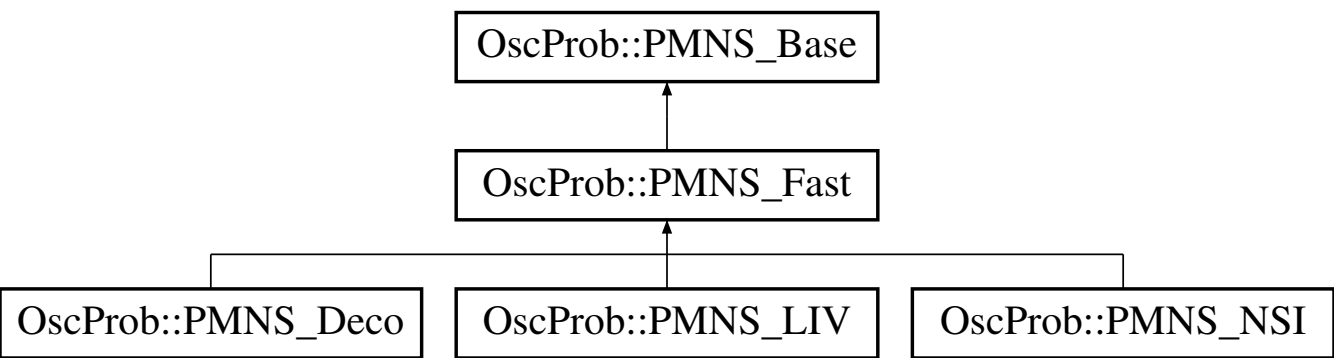 OscProb::PMNS_Base
OscProb::PMNS_Fast
OscProb::PMNS_Deco
OscProb::PMNS_LIV
OscProb::PMNS_NSI